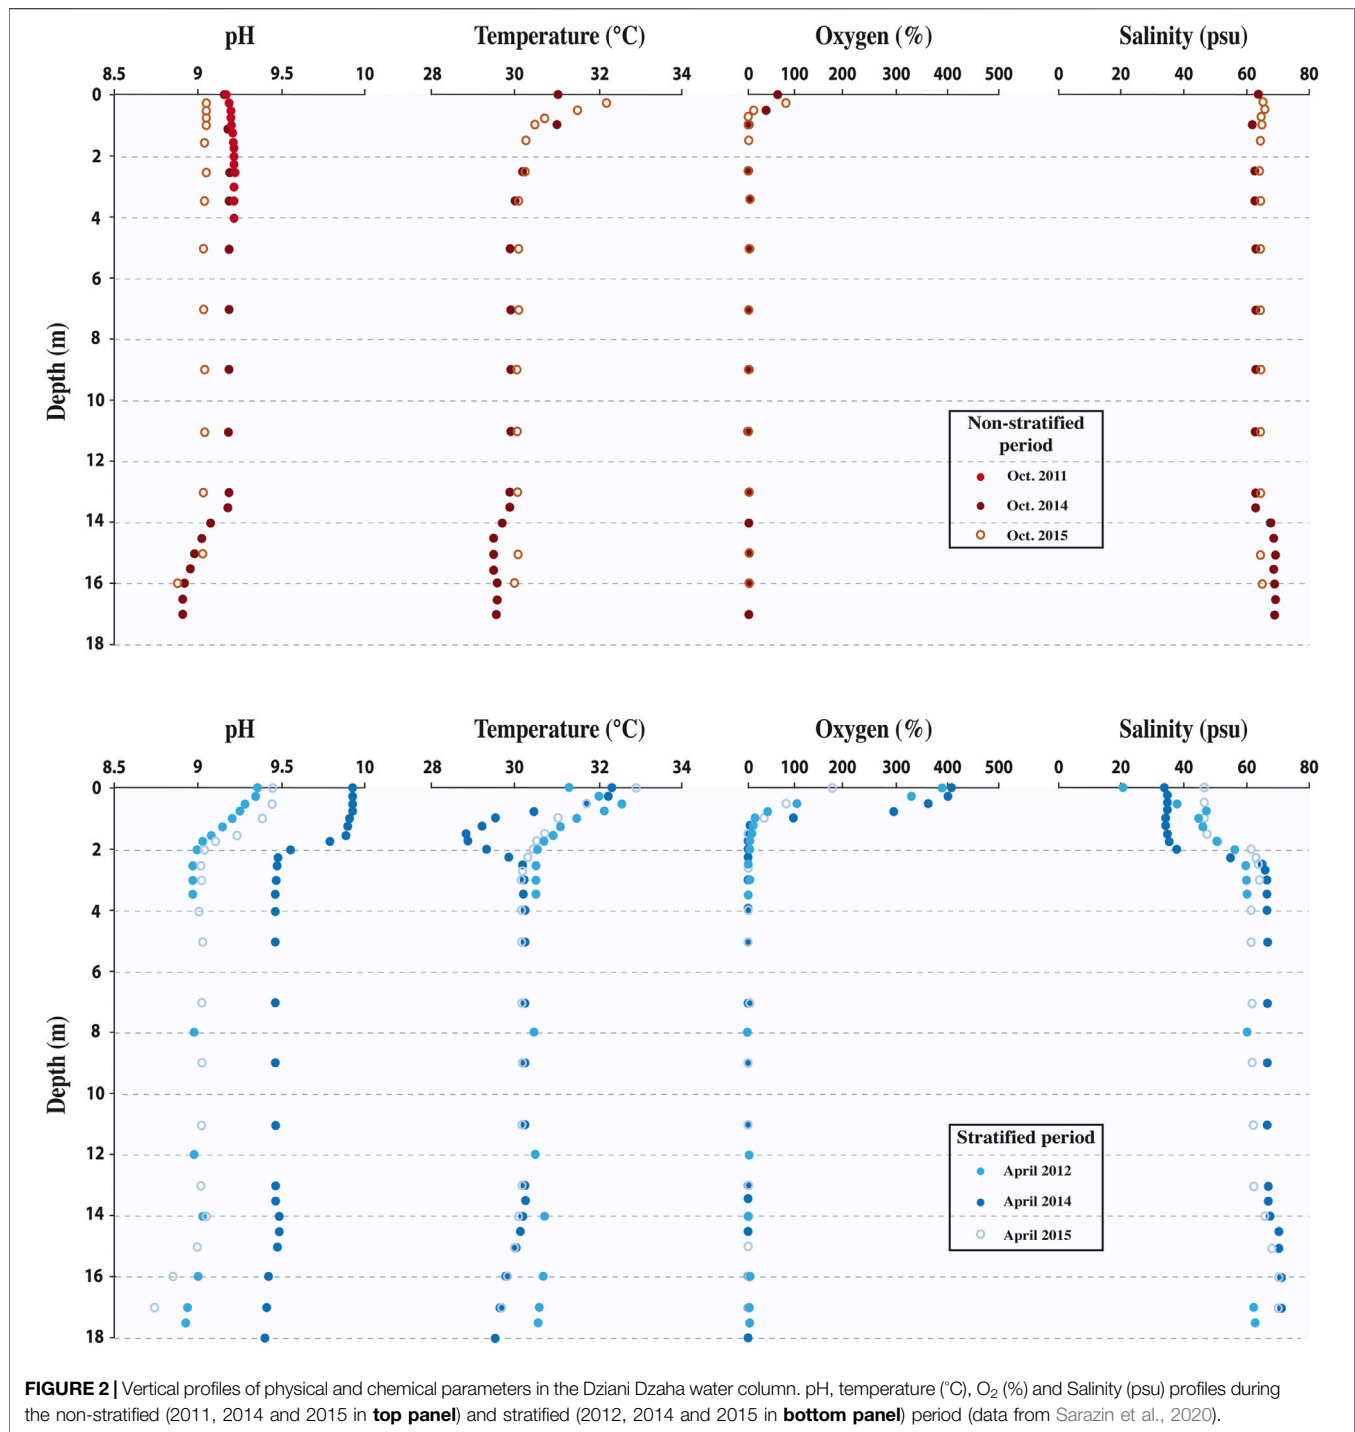 pH Temperature (°C) Oxygen (%) Salinity (psu)
8.5 9 9.5 10 28 30 32 34 0 100 200 300 400 500 0 20 40 60 80
0
2
4
6
8
10
12
14
16
18
Depth (m)
Non-stratified
period
Oct. 2011
Oct. 2014
Oct. 2015
pH Temperature (°C) Oxygen (%) Salinity (psu)
8.5 9 9.5 10 28 30 32 34 0 100 200 300 400 500 0 20 40 60 80
0
2
4
6
8
10
12
14
16
18
Depth (m)
Stratified period
April 2012
April 2014
April 2015
FIGURE 2 | Vertical profiles of physical and chemical parameters in the Dziani Dzaha water column. pH, temperature (°C), O₂ (%) and Salinity (psu) profiles during
the non-stratified (2011, 2014 and 2015 in top panel) and stratified (2012, 2014 and 2015 in bottom panel) period (data from Sarazin et al., 2020).